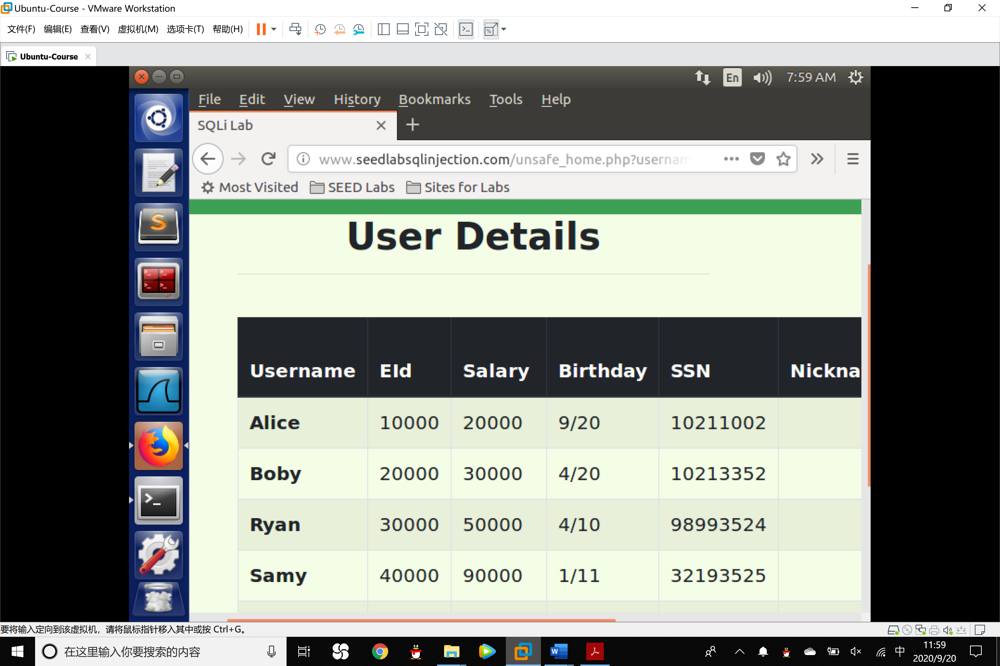 Ubuntu-Course - VMware Workstation
文件(F) 编辑(E) 查看(V) 虚拟机(M) 选项卡(T) 帮助(H)
Ubuntu-Course
En 7:59 AM
File Edit View History Bookmarks Tools Help
SQLi Lab
www.seedlabsqlinjection.com/unsafe_home.php?usernam
Most Visited SEED Labs Sites for Labs
User Details
Username EId Salary Birthday SSN Nickna
Alice 10000 20000 9/20 10211002
Boby 20000 30000 4/20 10213352
Ryan 30000 50000 4/10 98993524
Samy 40000 90000 1/11 32193525
要将输入定向到该虚拟机，请将鼠标指针移入其中或按 Ctrl+G。
在这里输入你要搜索的内容
中
11:59
2020/9/20